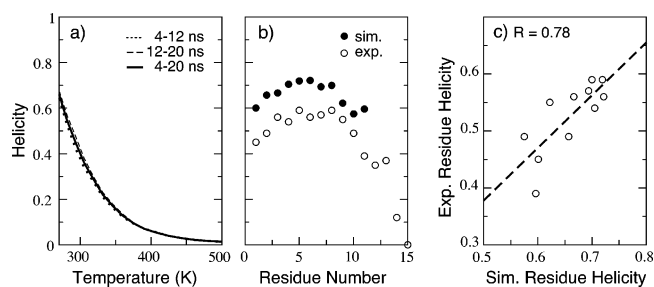 a)
4-12 ns
12-20 ns
4-20 ns
Helicity
1
0.8
0.6
0.4
0.2
0
300 400 500
Temperature (K)
b)
sim.
exp.
0 5 10 15
Residue Number
c) R = 0.78
Exp. Residue Helicity
0.6
0.5
0.4
0.3
0.5 0.6 0.7 0.8
Sim. Residue Helicity